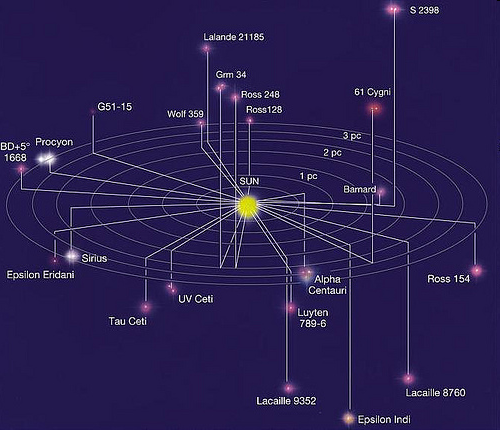 S 2398
Lalande 21185
Grm 34
Ross 248
61 Cygni
G51-15
Wolf 359
Ross128
3 pc
BD+5°
1668
Procyon
2 pc
1 pc
SUN
Barnard
Sirius
Epsilon Eridani
Alpha
Centauri
Ross 154
UV Ceti
Tau Ceti
Luyten
789-6
Lacaille 9352
Lacaille 8760
Epsilon Indi